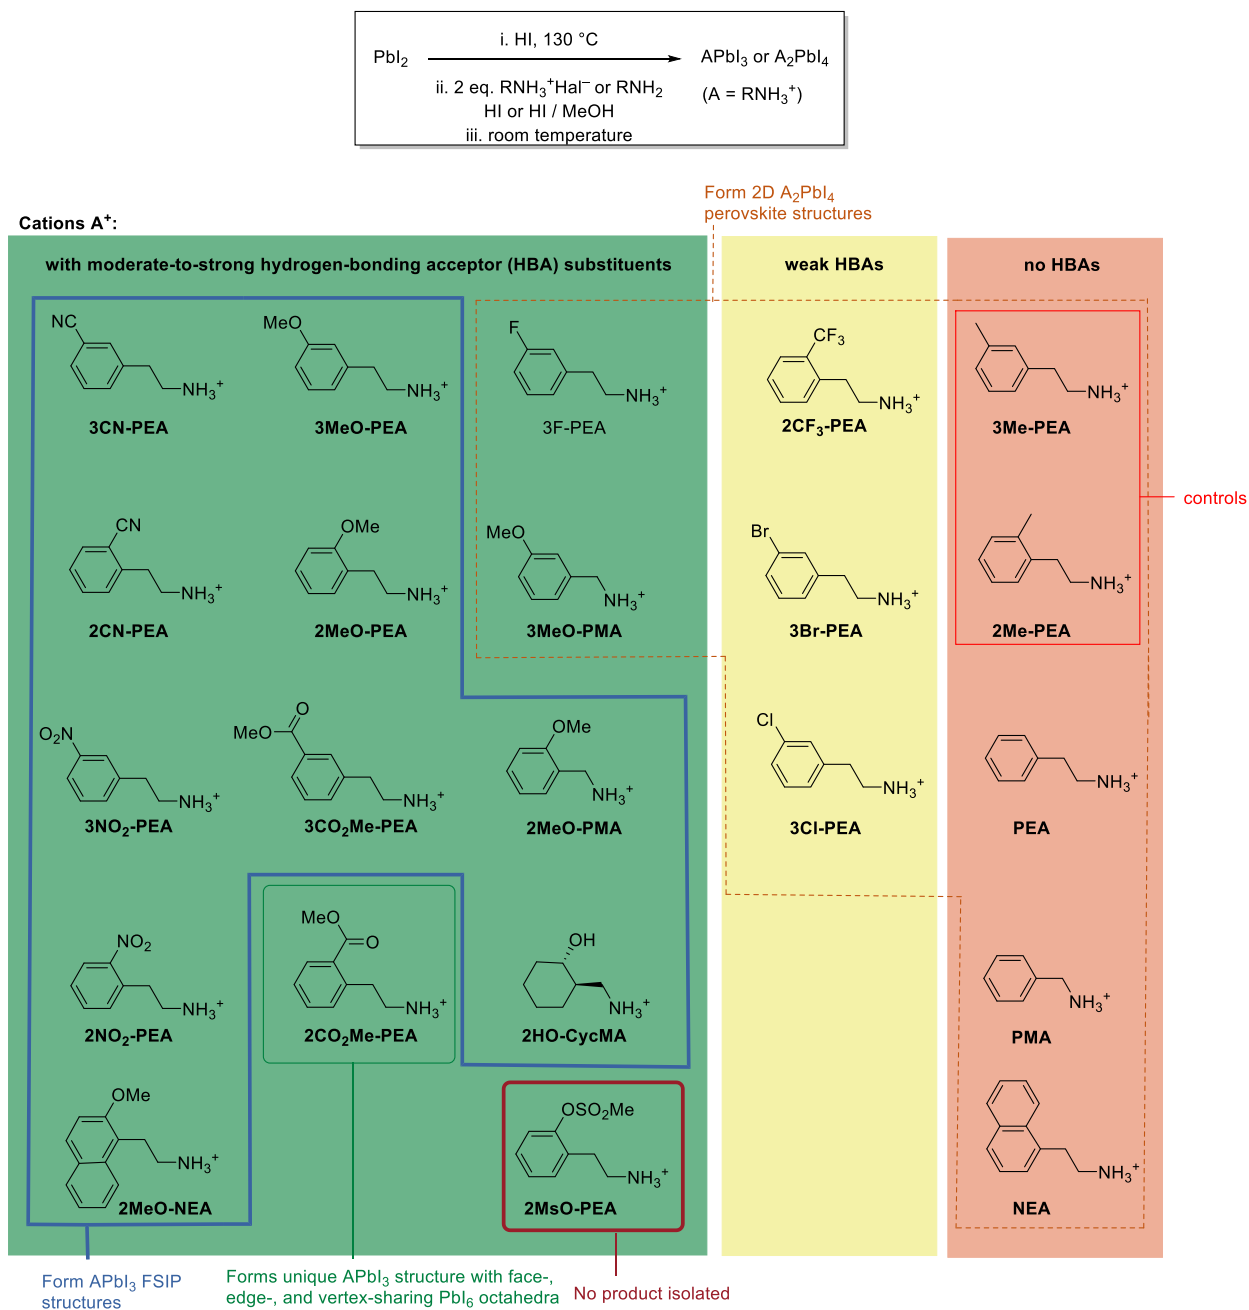 PbI2
i. HI, 130 °C
ii. 2 eq. RNH3+Hal– or RNH2
HI or HI / MeOH
iii. room temperature
APbI3 or A2PbI4
(A = RNH3+)
Form 2D A2PbI4
perovskite structures
Cations A+:
with moderate-to-strong hydrogen-bonding acceptor (HBA) substituents
weak HBAs
no HBAs
NC
NH3+
3CN-PEA
MeO
NH3+
3MeO-PEA
F
NH3+
3F-PEA
CF3
NH3+
2CF3-PEA
NH3+
3Me-PEA
controls
CN
NH3+
2CN-PEA
OMe
NH3+
2MeO-PEA
MeO
NH3+
3MeO-PMA
Br
NH3+
3Br-PEA
NH3+
2Me-PEA
O2N
NH3+
3NO2-PEA
O
MeO
NH3+
3CO2Me-PEA
OMe
NH3+
2MeO-PMA
Cl
NH3+
3Cl-PEA
NH3+
PEA
NO2
NH3+
2NO2-PEA
MeO
O
NH3+
2CO2Me-PEA
OH
NH3+
2HO-CycMA
NH3+
PMA
OMe
NH3+
2MeO-NEA
OSO2Me
NH3+
2MsO-PEA
NH3+
NEA
Form APbI3 FSIP
structures
Forms unique APbI3 structure with face-,
edge-, and vertex-sharing PbI6 octahedra
No product isolated